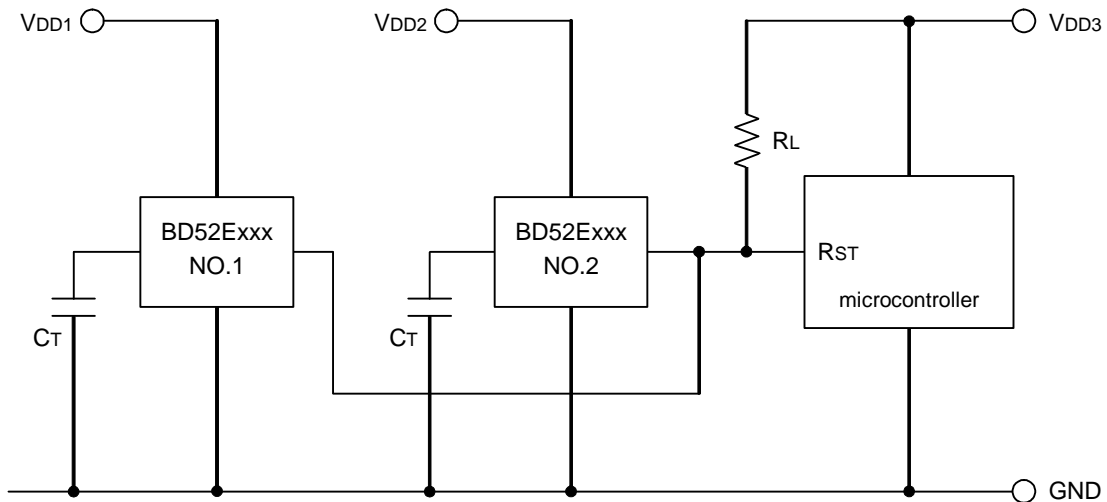 VDD1
VDD2
VDD3
RL
BD52Exxx
NO.1
BD52Exxx
NO.2
RST
microcontroller
CT
CT
GND